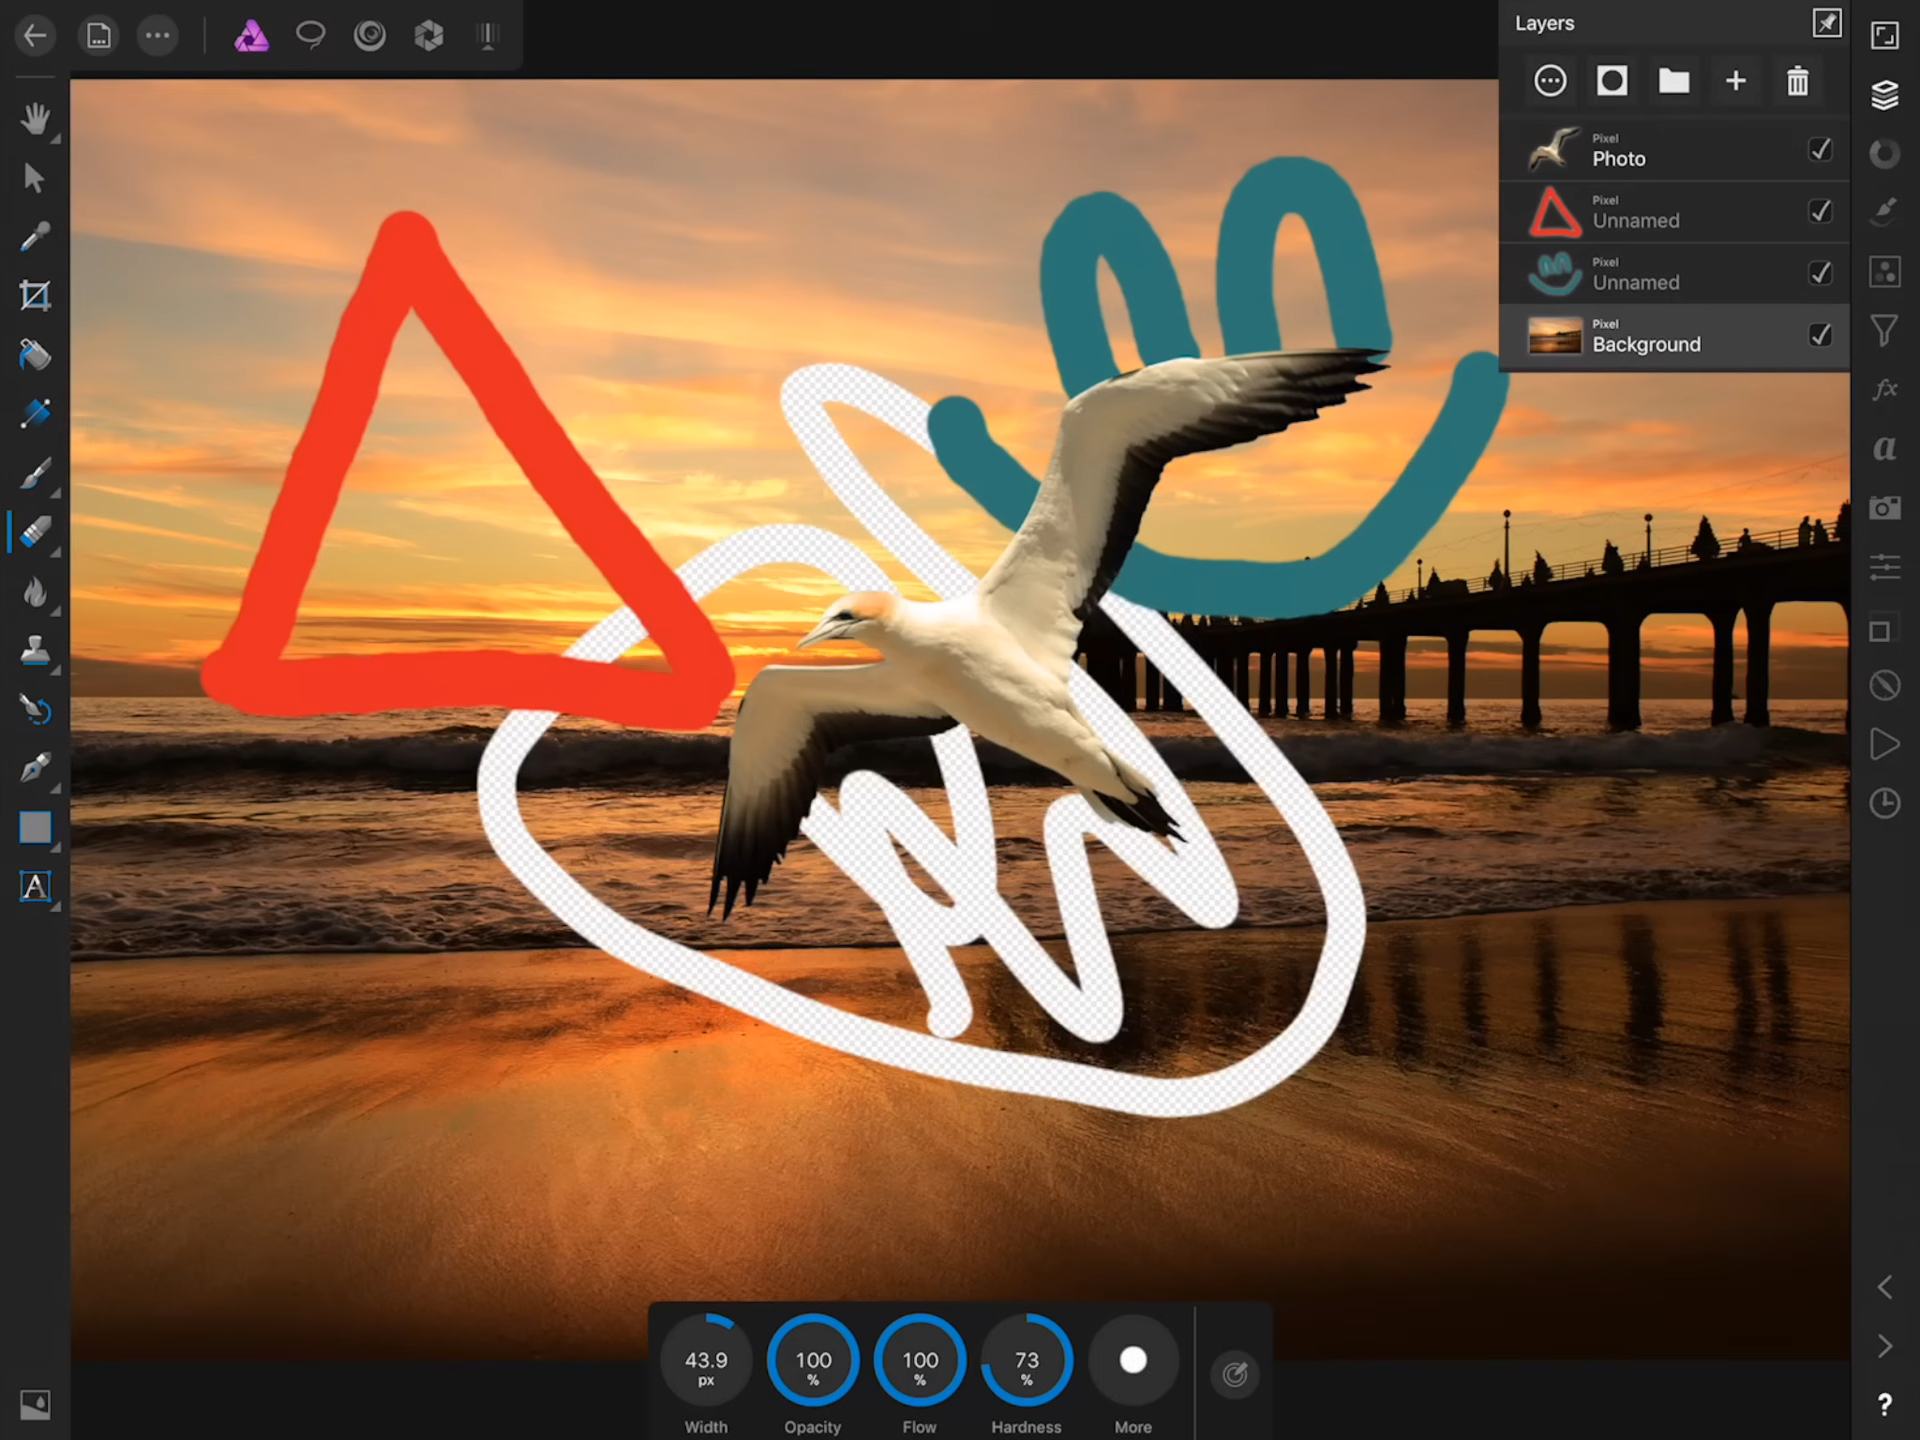 Layers
Pixel
Photo
Pixel
Unnamed
Pixel
Unnamed
Pixel
Background
fx
a
A
43.9
px
100
%
100
%
73
%
Width
Opacity
Flow
Hardness
More
?